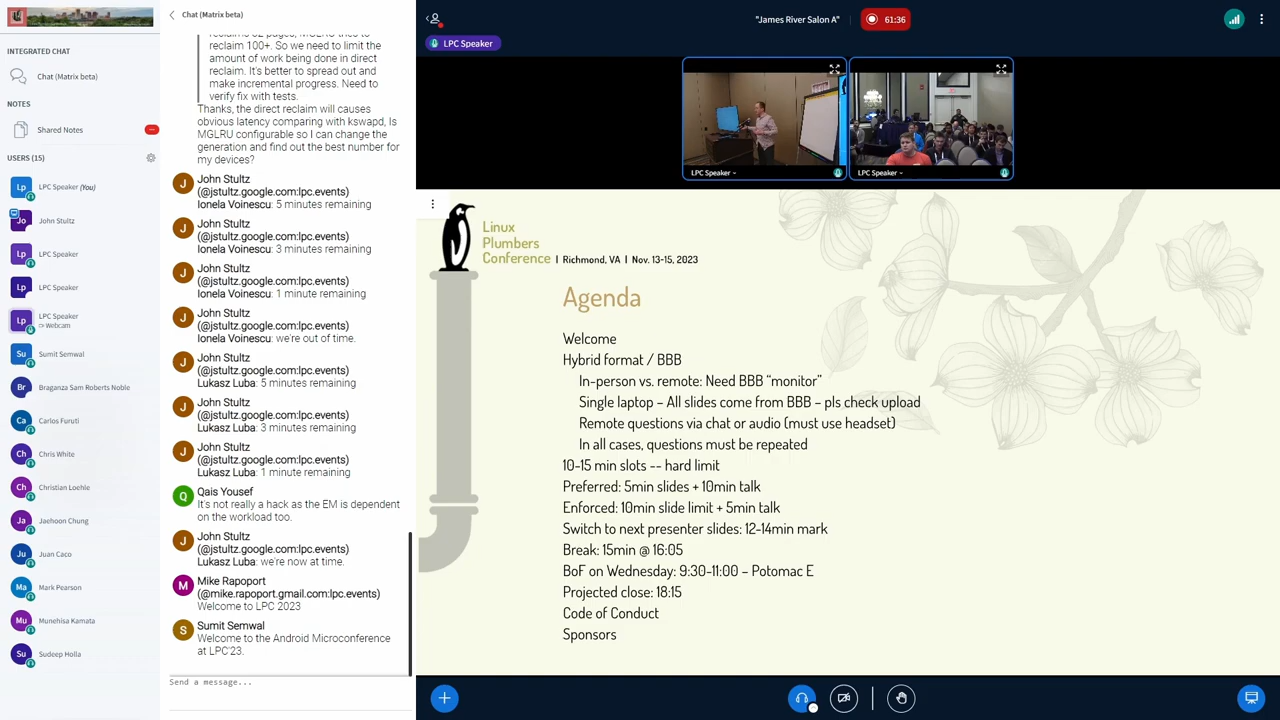 INTEGRATED CHAT
Chat (Matrix beta)
NOTES
Shared Notes
USERS (15)
Lp
LPC Speaker (You)
Jo
John Stultz
Lp
LPC Speaker
Lp
LPC Speaker
Lp
LPC Speaker
Webcam
Su
Sumit Semwal
Br
Braganza Sam Roberts Noble
Ca
Carlos Furuti
Ch
Chris White
Ch
Christian Loehle
Ja
Jaehoon Chung
Ju
Juan Caco
Ma
Mark Pearson
Mu
Munehisa Kamata
Su
Sudeep Holla
Chat (Matrix beta)
reclaim 100+. So we need to limit the
amount of work being done in direct
reclaim. It's better to spread out and
make incremental progress. Need to
verify fix with tests.
Thanks, the direct reclaim will causes
obvious latency comparing with kswapd, Is
MGLRU configurable so I can change the
generation and find out the best number for
my devices?
J
John Stultz
(@jstultz.google.com:lpc.events)
Ionela Voinescu: 5 minutes remaining
J
John Stultz
(@jstultz.google.com:lpc.events)
Ionela Voinescu: 3 minutes remaining
J
John Stultz
(@jstultz.google.com:lpc.events)
Ionela Voinescu: 1 minute remaining
J
John Stultz
(@jstultz.google.com:lpc.events)
Ionela Voinescu: we're out of time.
J
John Stultz
(@jstultz.google.com:lpc.events)
Lukasz Luba: 5 minutes remaining
J
John Stultz
(@jstultz.google.com:lpc.events)
Lukasz Luba: 3 minutes remaining
J
John Stultz
(@jstultz.google.com:lpc.events)
Lukasz Luba: 1 minute remaining
Q
Qais Yousef
It's not really a hack as the EM is dependent
on the workload too.
J
John Stultz
(@jstultz.google.com:lpc.events)
Lukasz Luba: we're now at time.
M
Mike Rapoport
(@mike.rapoport.gmail.com:lpc.events)
Welcome to LPC 2023
S
Sumit Semwal
Welcome to the Android Microconference
at LPC'23.
Send a message...
"James River Salon A"
61:36
LPC Speaker
LPC Speaker
LPC Speaker
Linux
Plumbers
Conference | Richmond, VA | Nov. 13-15, 2023
Agenda
Welcome
Hybrid format / BBB
In-person vs. remote: Need BBB “monitor”
Single laptop – All slides come from BBB – pls check upload
Remote questions via chat or audio (must use headset)
In all cases, questions must be repeated
10-15 min slots -- hard limit
Preferred: 5min slides + 10min talk
Enforced: 10min slide limit + 5min talk
Switch to next presenter slides: 12-14min mark
Break: 15min @ 16:05
BoF on Wednesday: 9:30-11:00 – Potomac E
Projected close: 18:15
Code of Conduct
Sponsors